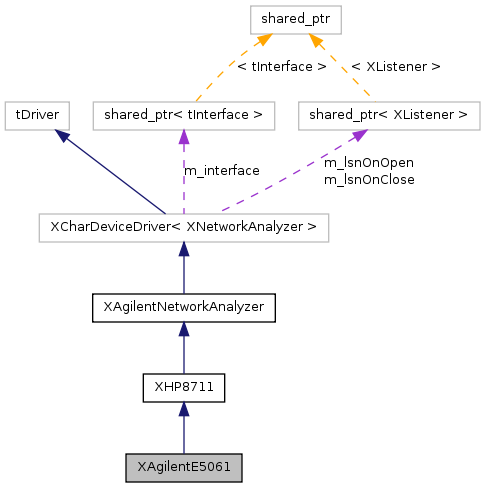 shared_ptr
< tInterface >
< XListener >
tDriver
shared_ptr< tInterface >
shared_ptr< XListener >
m_interface
m_lsnOnOpen
m_lsnOnClose
XCharDeviceDriver< XNetworkAnalyzer >
XAgilentNetworkAnalyzer
XHP8711
XAgilentE5061